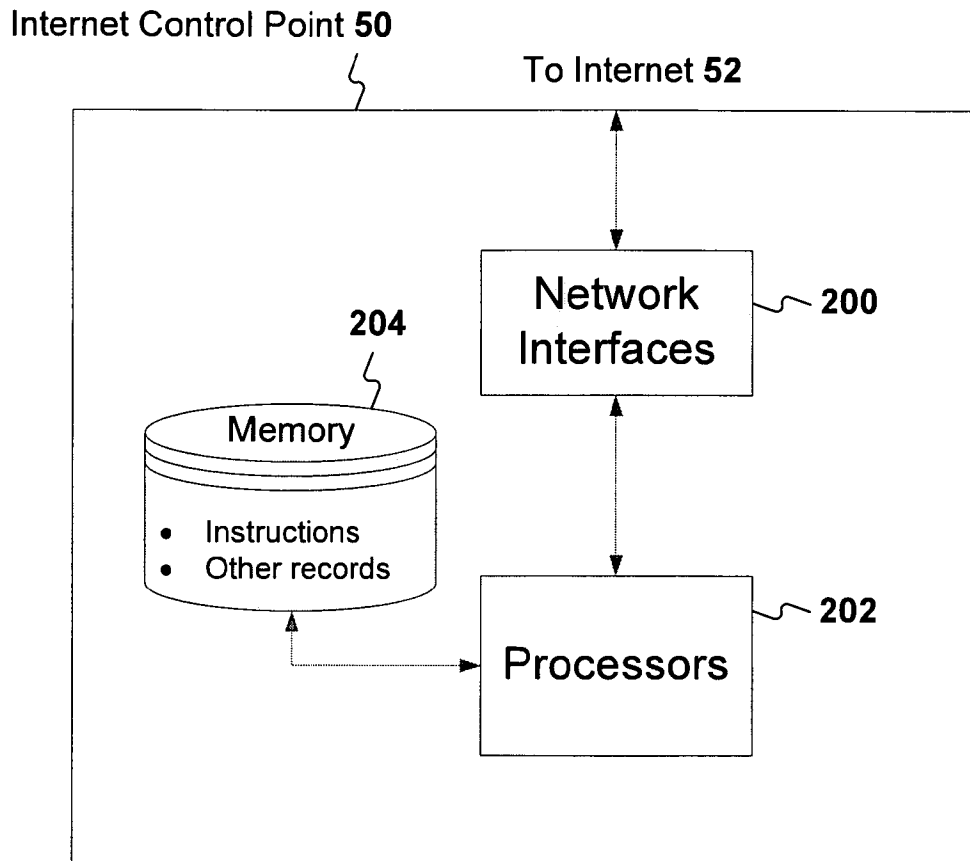 Internet Control Point 50
To Internet 52
Network
Interfaces
200
204
Memory
• Instructions
• Other records
202
Processors